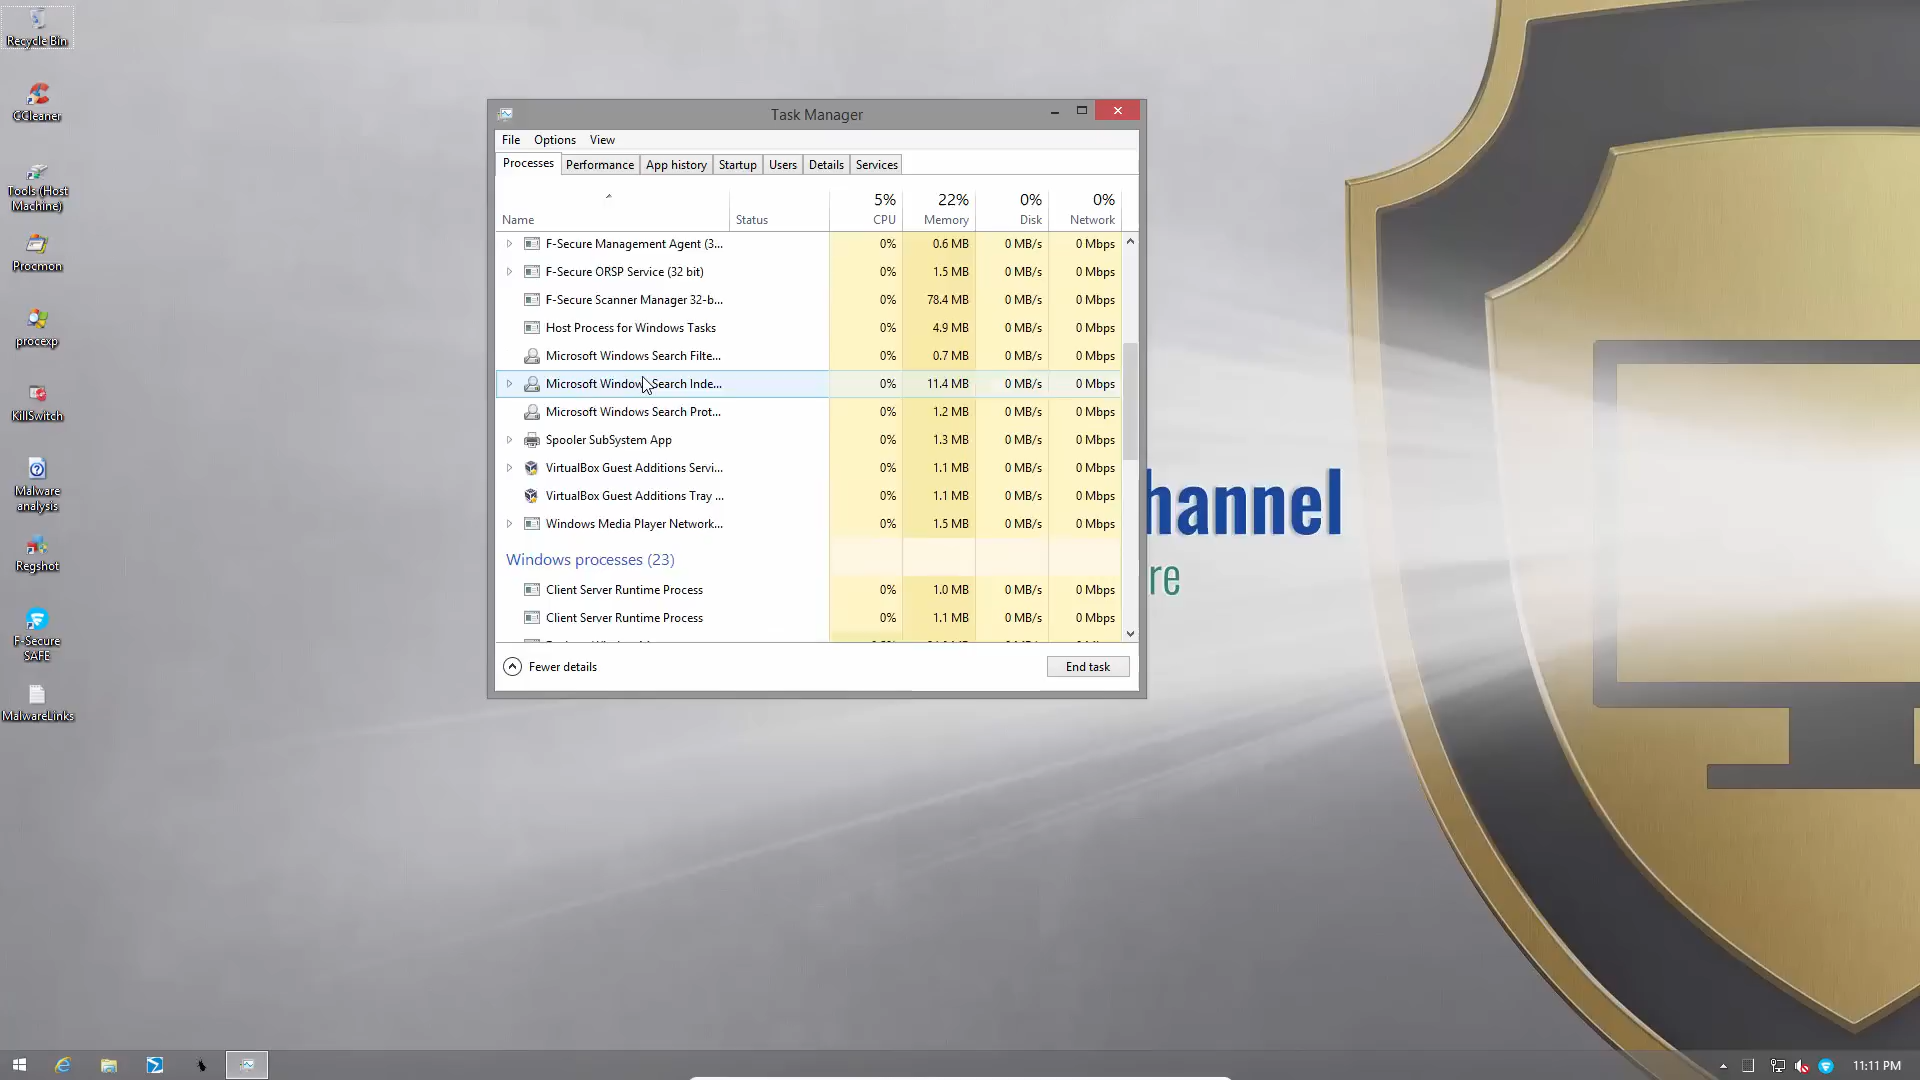 Recycle Bin
CCleaner
Tools (Host
Machine)
Procmon
procexp
KillSwitch
Malware
analysis
Regshot
F-Secure
SAFE
MalwareLinks
Task Manager
File Options View
Processes Performance App history Startup Users Details Services
5% 22% 0% 0%
Name Status CPU Memory Disk Network
F-Secure Management Agent (3... 0% 0.6 MB 0 MB/s 0 Mbps
F-Secure ORSP Service (32 bit) 0% 1.5 MB 0 MB/s 0 Mbps
F-Secure Scanner Manager 32-b... 0% 78.4 MB 0 MB/s 0 Mbps
Host Process for Windows Tasks 0% 4.9 MB 0 MB/s 0 Mbps
Microsoft Windows Search Filte... 0% 0.7 MB 0 MB/s 0 Mbps
Microsoft Windows Search Inde... 0% 11.4 MB 0 MB/s 0 Mbps
Microsoft Windows Search Prot... 0% 1.2 MB 0 MB/s 0 Mbps
Spooler SubSystem App 0% 1.3 MB 0 MB/s 0 Mbps
VirtualBox Guest Additions Servi... 0% 1.1 MB 0 MB/s 0 Mbps
VirtualBox Guest Additions Tray ... 0% 1.1 MB 0 MB/s 0 Mbps
Windows Media Player Network... 0% 1.5 MB 0 MB/s 0 Mbps
Windows processes (23)
Client Server Runtime Process 0% 1.0 MB 0 MB/s 0 Mbps
Client Server Runtime Process 0% 1.1 MB 0 MB/s 0 Mbps
Fewer details End task
hannel
re
11:11 PM